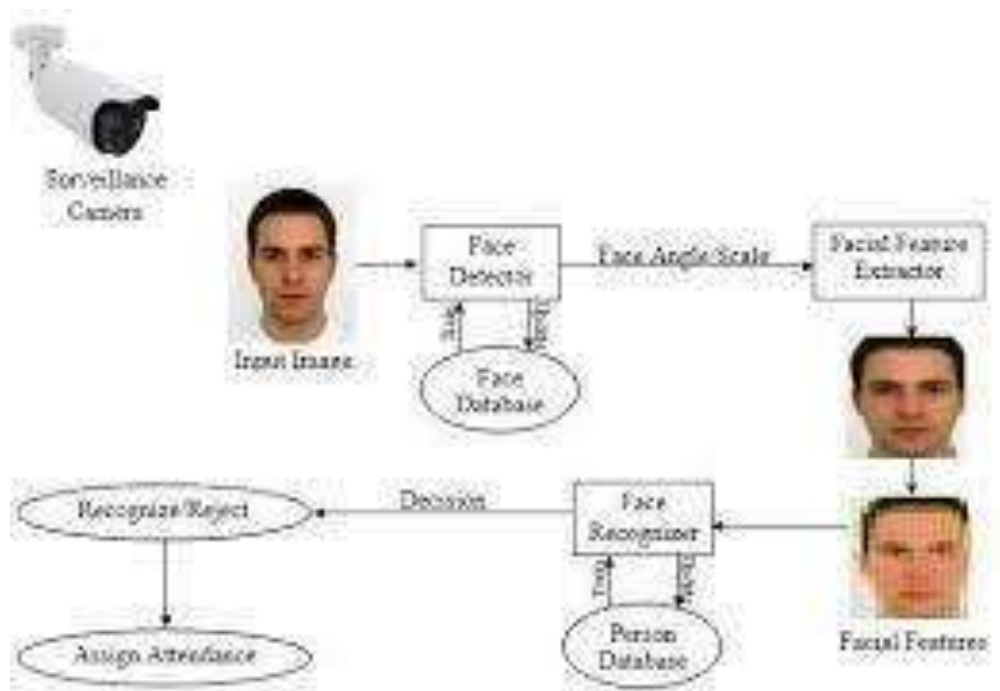 Surveillance
Camera
Input Image
Face
Detector
Face Angle Scale
Facial Feature
Extractor
Face
Database
Facial Features
Face
Recognizer
Person
Database
Decision
Recognize/Reject
Assign Attendance